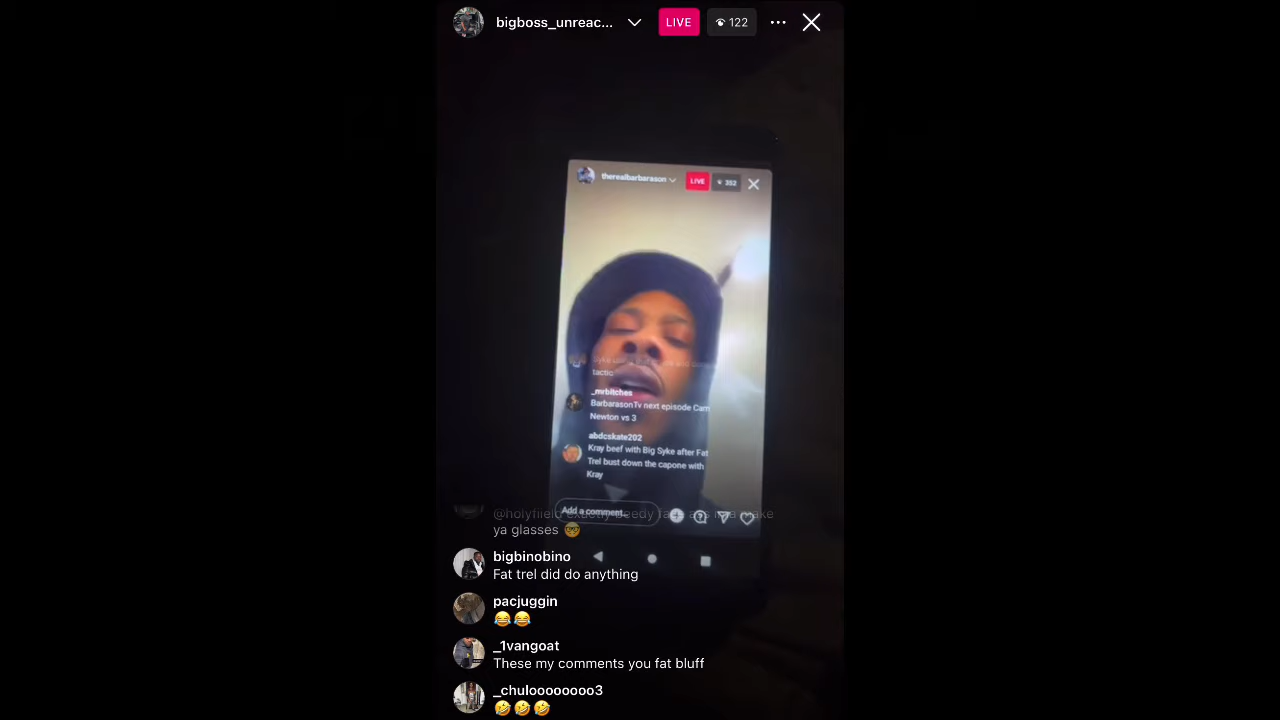 bigboss_unreac...
LIVE
122
therealbarbarason
LIVE
352
tactic
_mrbitches
BarbarasonTv next episode Cam
Newton vs 3
abdcskate202
Kray beef with Big Syke after Fat
Trel bust down the capone with
Kray
Add a comment...
ya glasses 🤓
bigbinobino
Fat trel did do anything
pacjuggin
😂😂
_1vangoat
These my comments you fat bluff
_chuloooooooo3
🤣🤣🤣